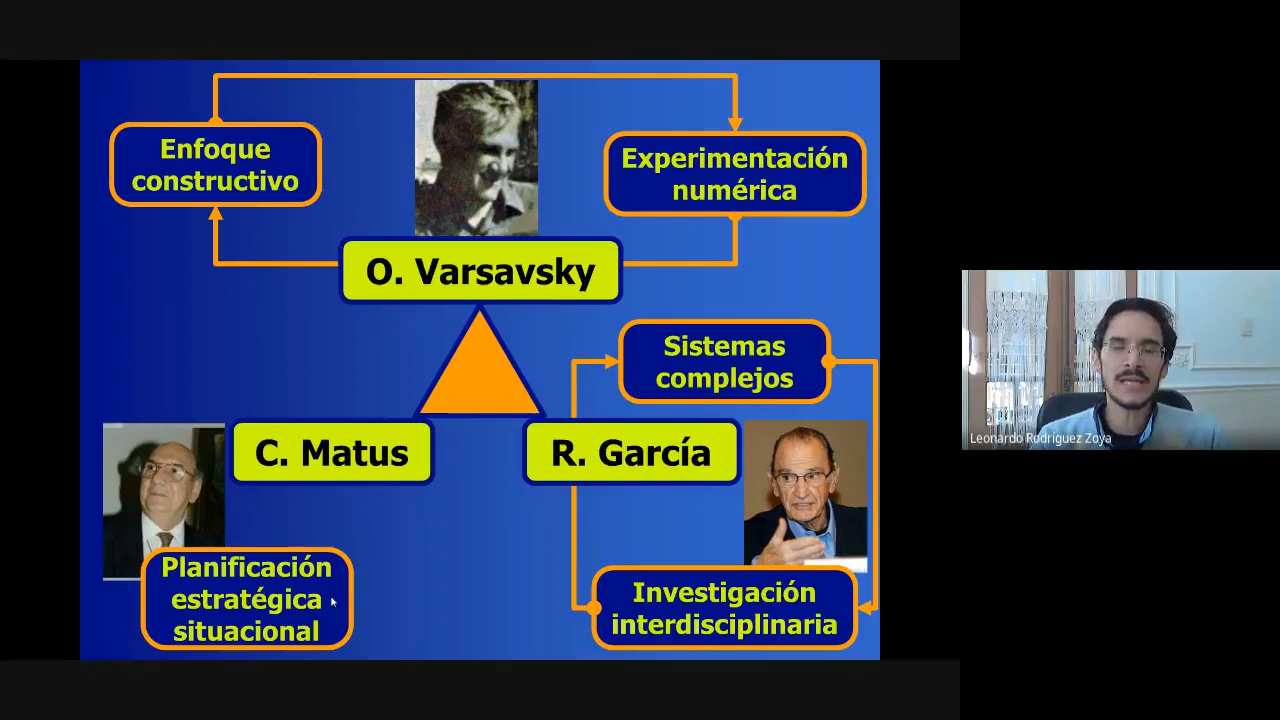 Enfoque
constructivo
Experimentación
numérica
O. Varsavsky
Sistemas
complejos
C. Matus
R. García
Planificación
estratégica
situacional
Investigación
interdisciplinaria
Leonardo Rodriguez Zoya